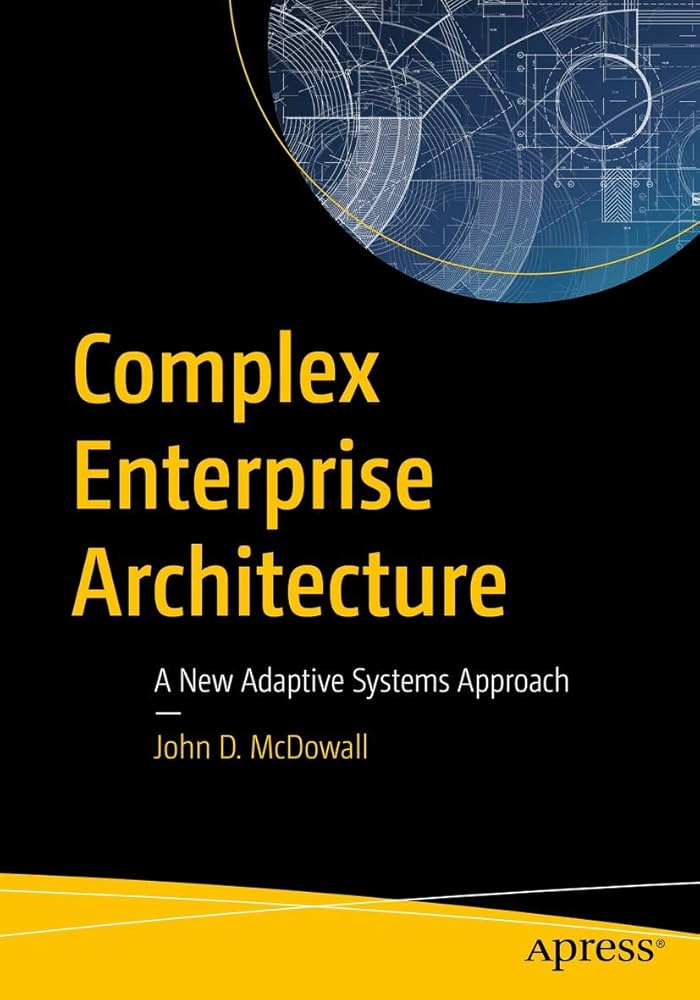 Complex
Enterprise
Architecture
A New Adaptive Systems Approach
John D. McDowall
Apress®